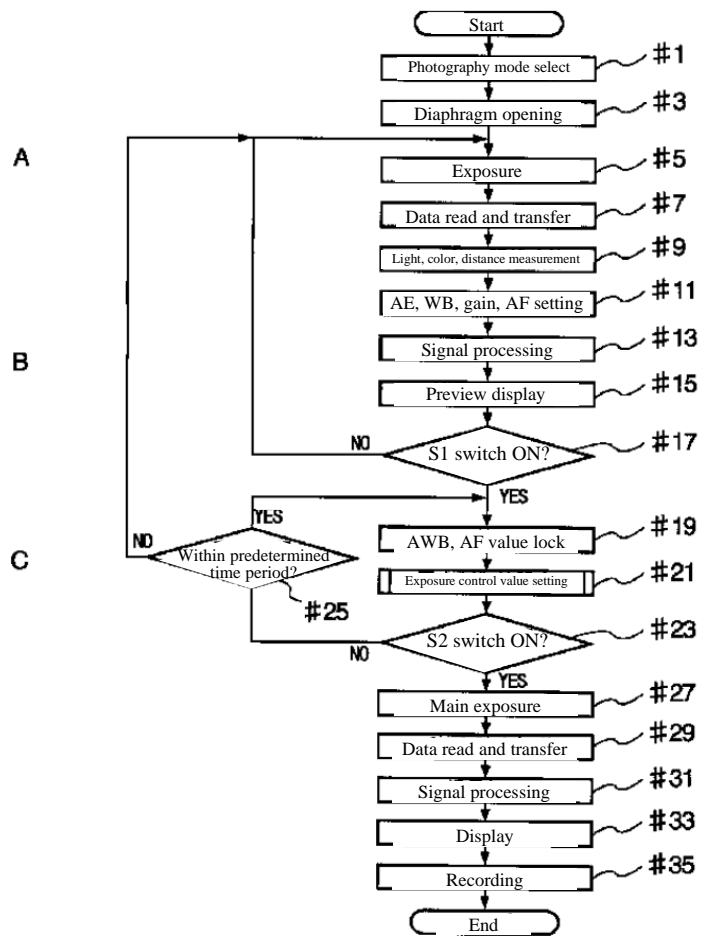 Start
Photography mode select
#1
Diaphragm opening
#3
A
Exposure
#5
Data read and transfer
#7
Light, color, distance measurement
#9
AE, WB, gain, AF setting
#11
Signal processing
#13
B
Preview display
#15
NO
S1 switch ON?
#17
YES
YES
AWB, AF value lock
#19
NO
C
Within predetermined
time period?
#25
Exposure control value setting
#21
S2 switch ON?
#23
NO
YES
Main exposure
#27
Data read and transfer
#29
Signal processing
#31
Display
#33
Recording
#35
End